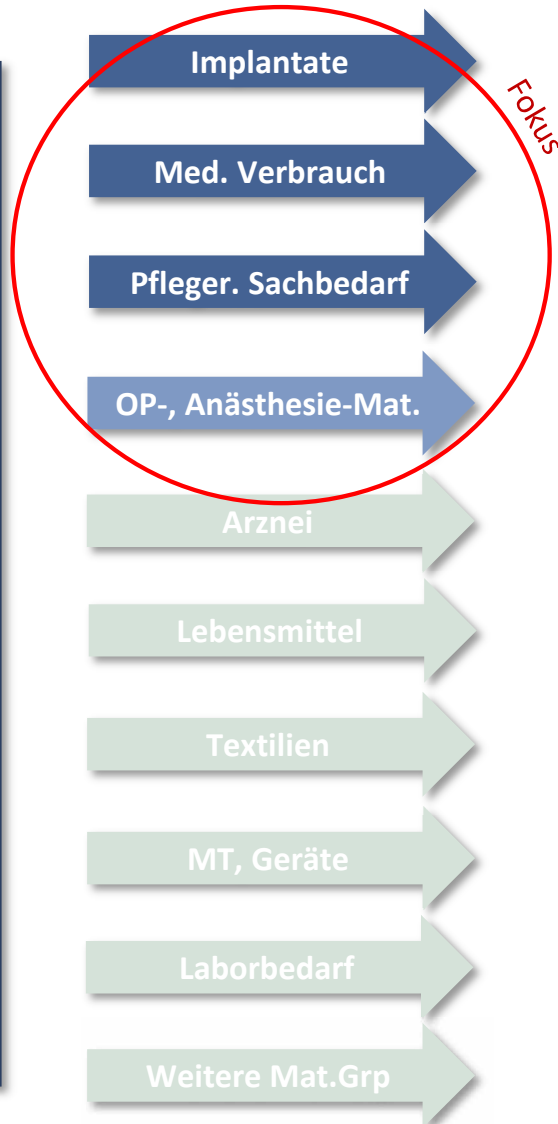 Implantate
Fokus
Med. Verbrauch
Pfleger. Sachbedarf
OP-, Anästhesie-Mat.
Arznei
Lebensmittel
Textilien
MT, Geräte
Laborbedarf
Weitere Mat.Grp